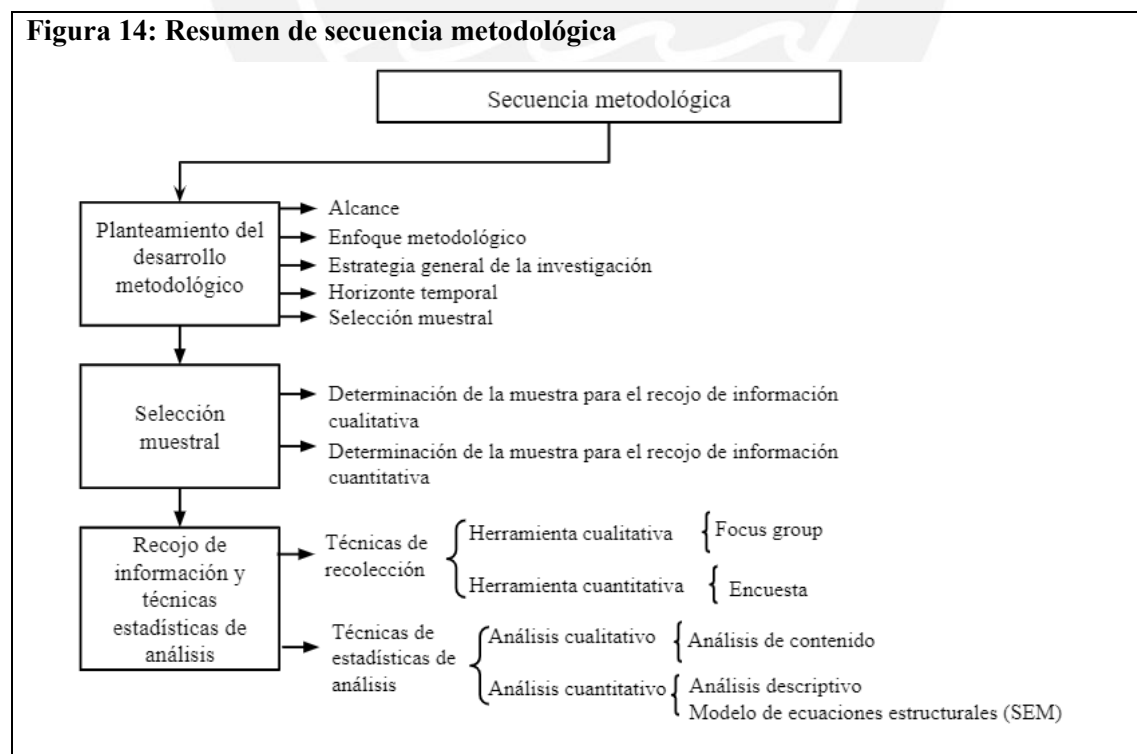 Figura 14: Resumen de secuencia metodológica
Secuencia metodológica
Planteamiento del
desarrollo
metodológico
Alcance
Enfoque metodológico
Estrategia general de la investigación
Horizonte temporal
Selección muestral
Selección
muestral
Determinación de la muestra para el recojo de información
cualitativa
Determinación de la muestra para el recojo de información
cuantitativa
Recojo de
información y
técnicas
estadísticas de
análisis
Técnicas de
recolección
Herramienta cualitativa
Focus group
Herramienta cuantitativa
Encuesta
Técnicas de
estadísticas de
análisis
Análisis cualitativo
Análisis de contenido
Análisis cuantitativo
Análisis descriptivo
Modelo de ecuaciones estructurales (SEM)